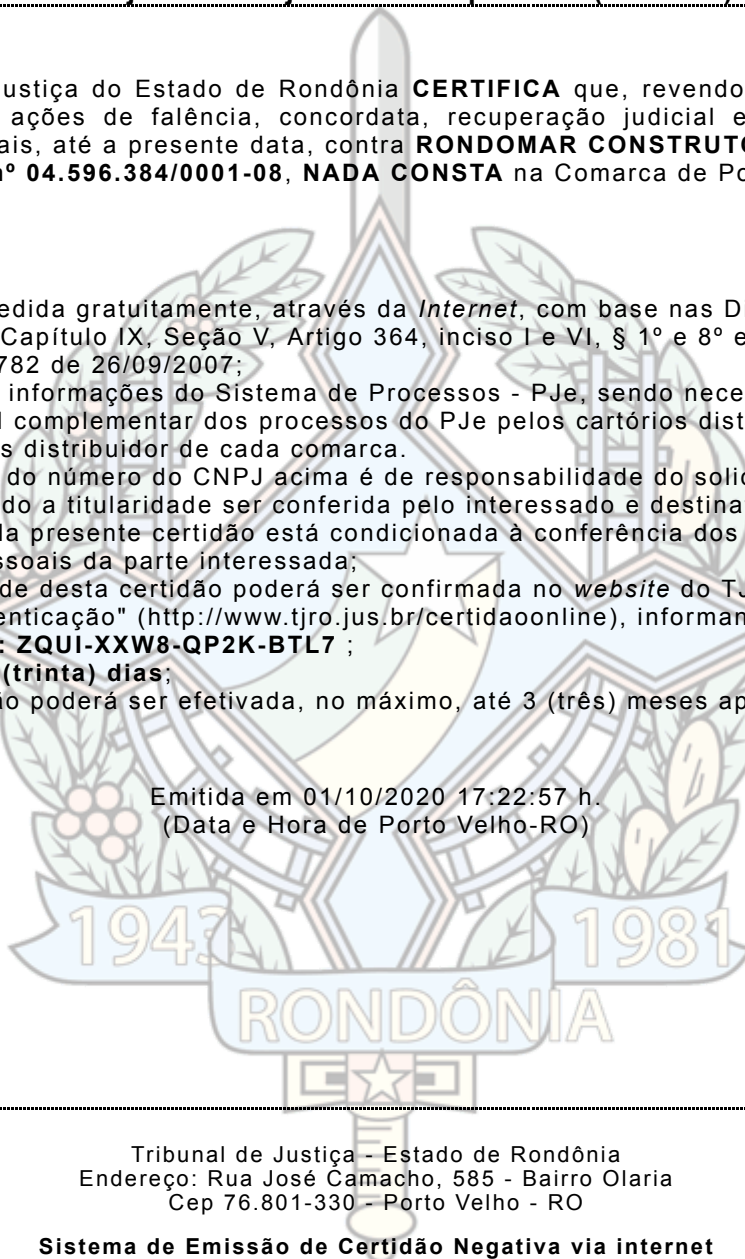 ustiça do Estado de Rondônia CERTIFICA que, revendo
ações de falência, concordata, recuperação judicial e
ais, até a presente data, contra RONDOMAR CONSTRUTO
nº 04.596.384/0001-08, NADA CONSTA na Comarca de Po
edida gratuitamente, através da Internet, com base nas Di
Capítulo IX, Seção V, Artigo 364, inciso I e VI, § 1º e 8º e
782 de 26/09/2007;
informações do Sistema de Processos - PJe, sendo nece
l complementar dos processos do PJe pelos cartórios dist
s distribuidor de cada comarca.
do número do CNPJ acima é de responsabilidade do solic
do a titularidade ser conferida pelo interessado e destina
da presente certidão está condicionada à conferência dos
ssoais da parte interessada;
de desta certidão poderá ser confirmada no website do TJ
enticação" (http://www.tjro.jus.br/certidaoonline), informan
: ZQUI-XXW8-QP2K-BTL7 ;
(trinta) dias;
ão poderá ser efetivada, no máximo, até 3 (três) meses ap
Emitida em 01/10/2020 17:22:57 h.
(Data e Hora de Porto Velho-RO)
1943 1981
RONDÔNIA
Tribunal de Justiça - Estado de Rondônia
Endereço: Rua José Camacho, 585 - Bairro Olaria
Cep 76.801-330 - Porto Velho - RO
Sistema de Emissão de Certidão Negativa via internet